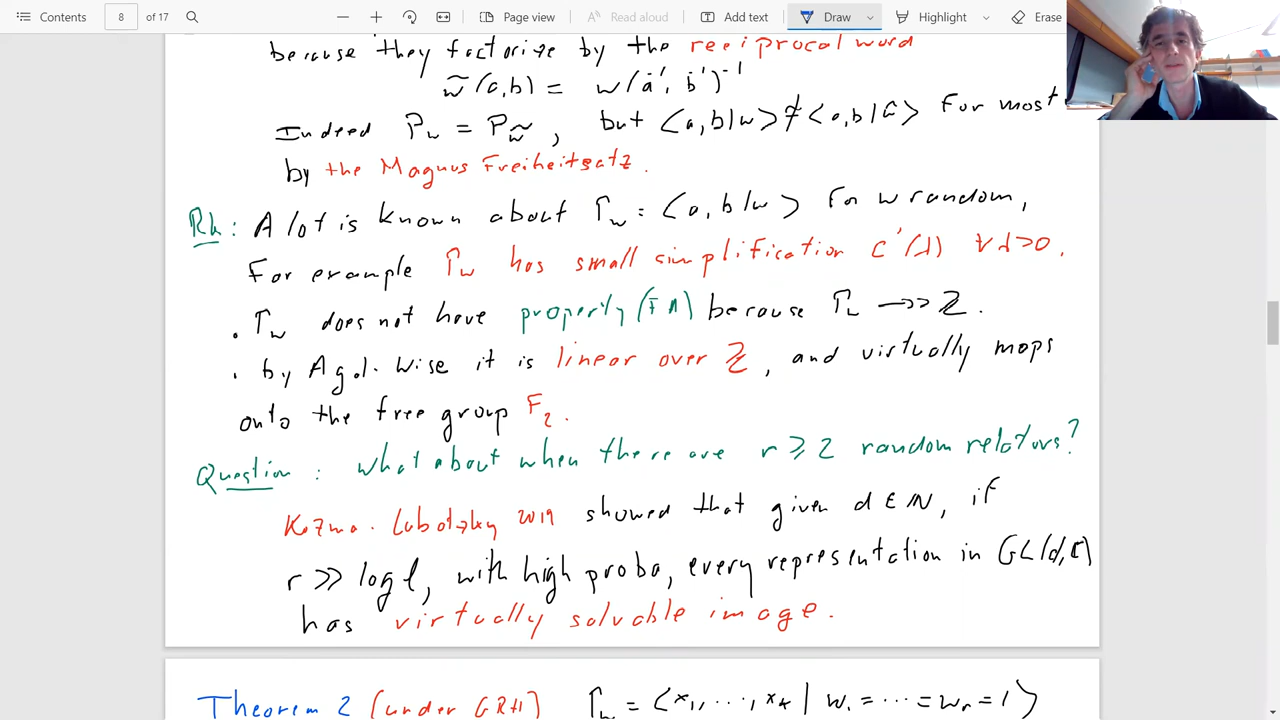 Contents 8 of 17 Page view Read aloud Add text Draw Highlight Erase
because they factorize by the reciprocal word
w̃(a,b) = w(a⁻¹, b⁻¹)⁻¹
Indeed P_w = P_w̃, but <a,b|w> ≄ <a,b|w̃> for most
by the Magnus Freiheitssatz.
Rk: A lot is known about Γ_w = <a,b|w> for w random,
For example Γ_w has small simplification C'(λ) ∀λ>0.
. Γ_w does not have property (FA) because Γ_w ↠ ℤ.
. by Agol. Wise it is linear over ℤ, and virtually maps
onto the free group F_2.
Question: what about when there are r ≥ 2 random relators?
Kozma. Lubotzky 2019 showed that given d ∈ ℕ, if
r ≫ log ℓ, with high proba, every representation in GL(d,ℂ)
has virtually solvable image.
Theorem 2 (under GRH) Γ_w = <x_1,...,x_k | w_1=...=w_r=1>